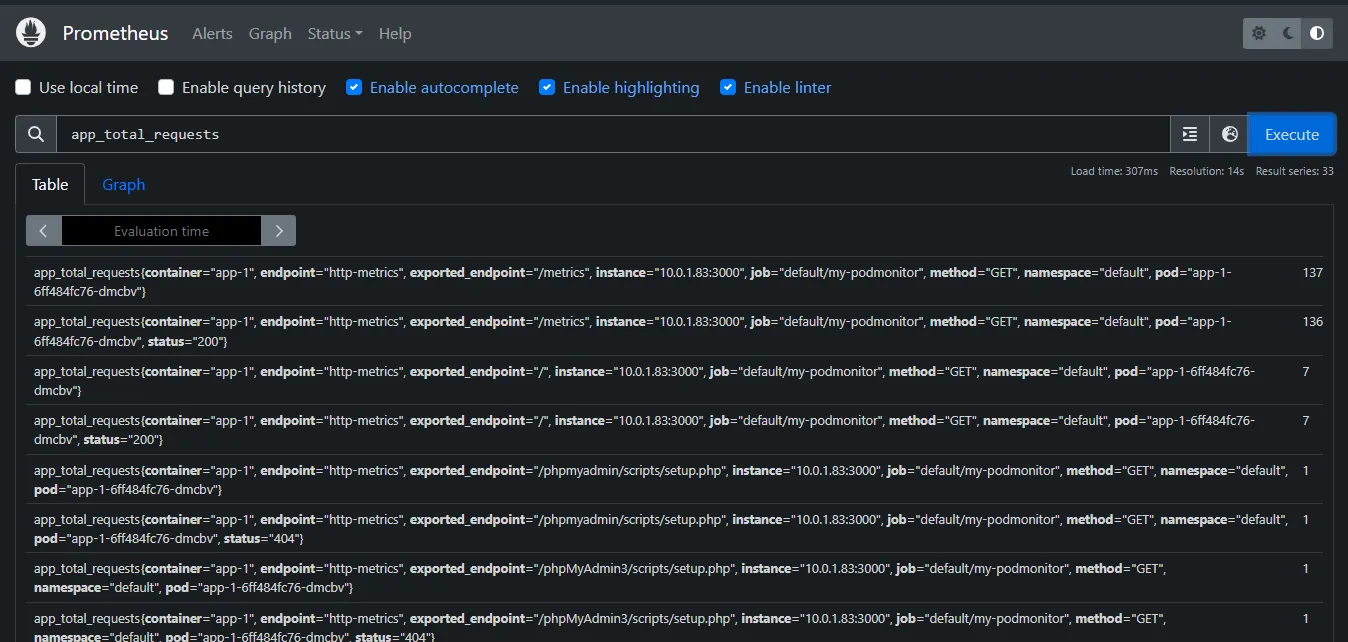 Prometheus Alerts Graph Status Help
Use local time Enable query history Enable autocomplete Enable highlighting Enable linter
app_total_requests Execute
Load time: 307ms Resolution: 14s Result series: 33
Table Graph
Evaluation time
app_total_requests{container="app-1", endpoint="http-metrics", exported_endpoint="/metrics", instance="10.0.1.83:3000", job="default/my-podmonitor", method="GET", namespace="default", pod="app-1- 137
6ff484fc76-dmcbv"}
app_total_requests{container="app-1", endpoint="http-metrics", exported_endpoint="/metrics", instance="10.0.1.83:3000", job="default/my-podmonitor", method="GET", namespace="default", pod="app-1- 136
6ff484fc76-dmcbv", status="200"}
app_total_requests{container="app-1", endpoint="http-metrics", exported_endpoint="/", instance="10.0.1.83:3000", job="default/my-podmonitor", method="GET", namespace="default", pod="app-1-6ff484fc76- 7
dmcbv"}
app_total_requests{container="app-1", endpoint="http-metrics", exported_endpoint="/", instance="10.0.1.83:3000", job="default/my-podmonitor", method="GET", namespace="default", pod="app-1-6ff484fc76- 7
dmcbv", status="200"}
app_total_requests{container="app-1", endpoint="http-metrics", exported_endpoint="/phpmyadmin/scripts/setup.php", instance="10.0.1.83:3000", job="default/my-podmonitor", method="GET", namespace="default", 1
pod="app-1-6ff484fc76-dmcbv"}
app_total_requests{container="app-1", endpoint="http-metrics", exported_endpoint="/phpmyadmin/scripts/setup.php", instance="10.0.1.83:3000", job="default/my-podmonitor", method="GET", namespace="default", 1
pod="app-1-6ff484fc76-dmcbv", status="404"}
app_total_requests{container="app-1", endpoint="http-metrics", exported_endpoint="/phpMyAdmin3/scripts/setup.php", instance="10.0.1.83:3000", job="default/my-podmonitor", method="GET", 1
namespace="default", pod="app-1-6ff484fc76-dmcbv"}
app_total_requests{container="app-1", endpoint="http-metrics", exported_endpoint="/phpMyAdmin3/scripts/setup.php", instance="10.0.1.83:3000", job="default/my-podmonitor", method="GET", 1
namespace="default", pod="app-1-6ff484fc76-dmcbv", status="404"}